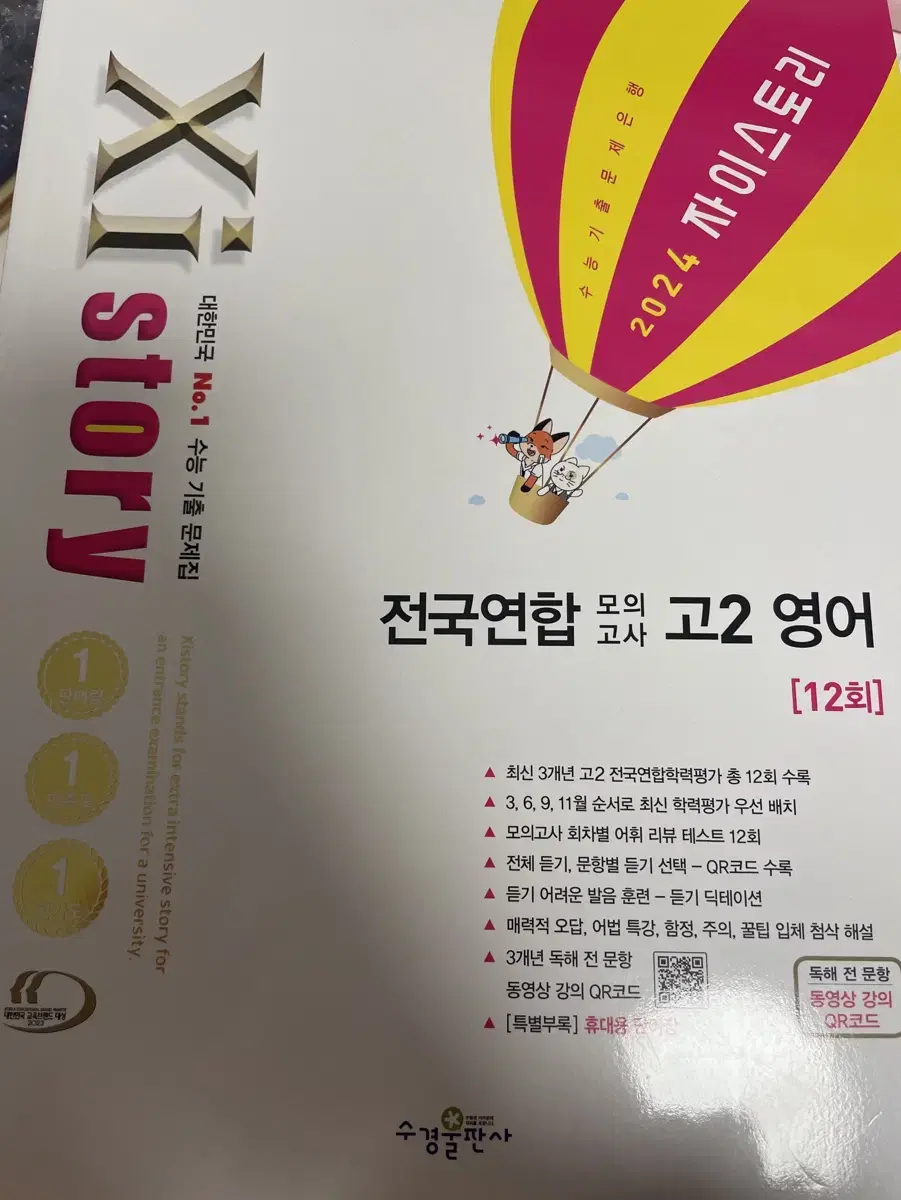 Xi
story
대한민국 No.1 수능 기출 문제집
Xistory stands for extra intensive story for
an entrance examination for a university.
1
1
1
2023
수능기출문제은행
2024 자이스토리
전국연합 모의고사 고2 영어
[12회]
▲ 최신 3개년 고2 전국연합학력평가 총 12회 수록
▲ 3, 6, 9, 11월 순서로 최신 학력평가 우선 배치
▲ 모의고사 회차별 어휘 리뷰 테스트 12회
▲ 전체 듣기, 문항별 듣기 선택 – QR코드 수록
▲ 듣기 어려운 발음 훈련 – 듣기 딕테이션
▲ 매력적 오답, 어법 특강, 함정, 주의, 꿀팁 입체 첨삭 해설
▲ 3개년 독해 전 문항
동영상 강의 QR코드
▲ [특별부록] 휴대용 단어장
독해 전 문항
동영상 강의
QR코드
수경출판사